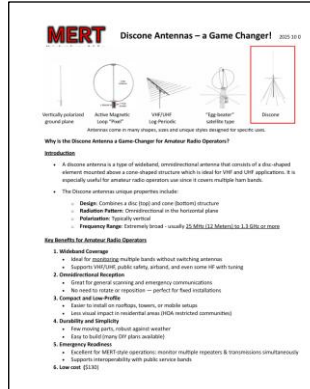 MERT
Discone Antennas – a Game Changer!
Vertically polarized ground plane
Active Magnetic Loop "Pixel"
VHF/UHF Log-Periodic
"Egg-beater" satellite type
Discone
Antennas come in many shapes, sizes and unique styles designed for specific uses.
Why is the Discone Antenna a Game-Changer for Amateur Radio Operators?
Introduction
• A discone antenna is a type of wideband, omnidirectional antenna that consists of a disc-shaped
element mounted above a cone-shaped structure which is ideal for VHF and UHF applications. It is
especially useful for amateur radio operators use since it covers multiple ham bands.
• The Discone antennas unique properties include:
o Design: Combines a disc (top) and cone (bottom) structure
o Radiation Pattern: Omnidirectional in the horizontal plane
o Polarization: Typically vertical
o Frequency Range: Extremely broad - usually 25 MHz (12 Meters) to 1.3 GHz or more
Key Benefits for Amateur Radio Operators
1. Wideband Coverage
• Ideal for monitoring multiple bands without switching antennas
• Supports VHF/UHF, public safety, airband, and even some HF with tuning
2. Omnidirectional Reception
• Great for general scanning and emergency communications
• No need to rotate or reposition — perfect for fixed installations
3. Compact and Low-Profile
• Easier to install on rooftops, towers, or mobile setups
• Less visual impact in residential areas (HOA restricted communities)
4. Durability and Simplicity
• Few moving parts, robust against weather
• Easy to build (many DIY plans available)
5. Emergency Readiness
• Excellent for MERT-style operations; monitor multiple repeaters & transmissions simultaneously
• Supports interoperability with public service bands
6. Low cost ($130)